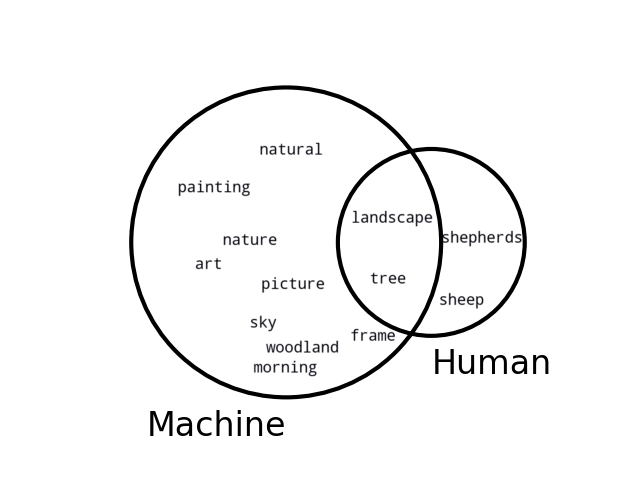 natural
painting
landscape
nature
shepherds
art
tree
picture
sheep
sky
frame
woodland
morning
Human
Machine